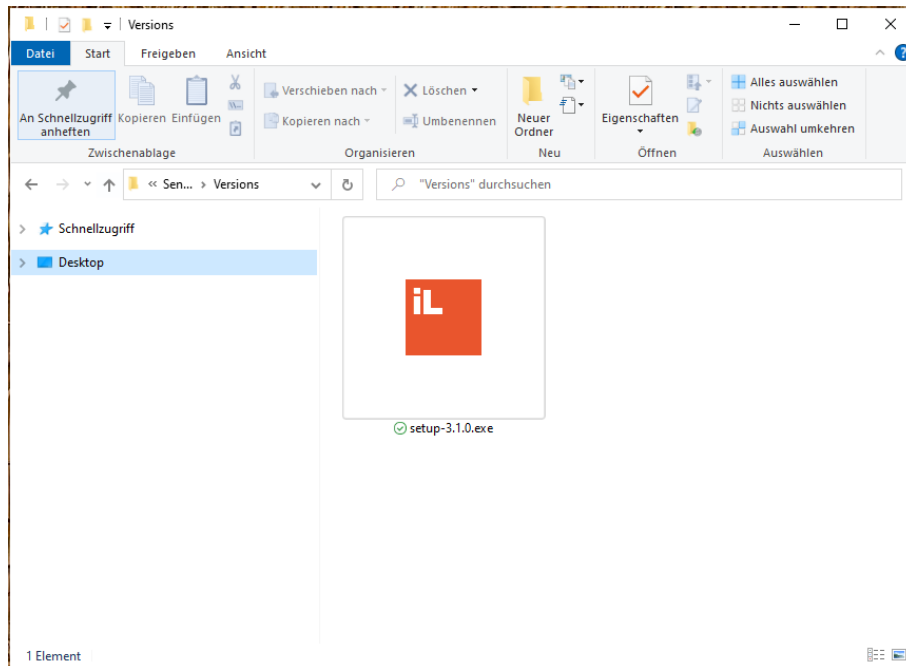 Versions
Datei Start Freigeben Ansicht
An Schnellzugriff anheften
Kopieren
Einfügen
Zwischenablage
Verschieben nach
Kopieren nach
Löschen
Umbenennen
Organisieren
Neuer Ordner
Neu
Eigenschaften
Öffnen
Alles auswählen
Nichts auswählen
Auswahl umkehren
Auswählen
« Sen... > Versions
"Versions" durchsuchen
Schnellzugriff
Desktop
iL
setup-3.1.0.exe
1 Element